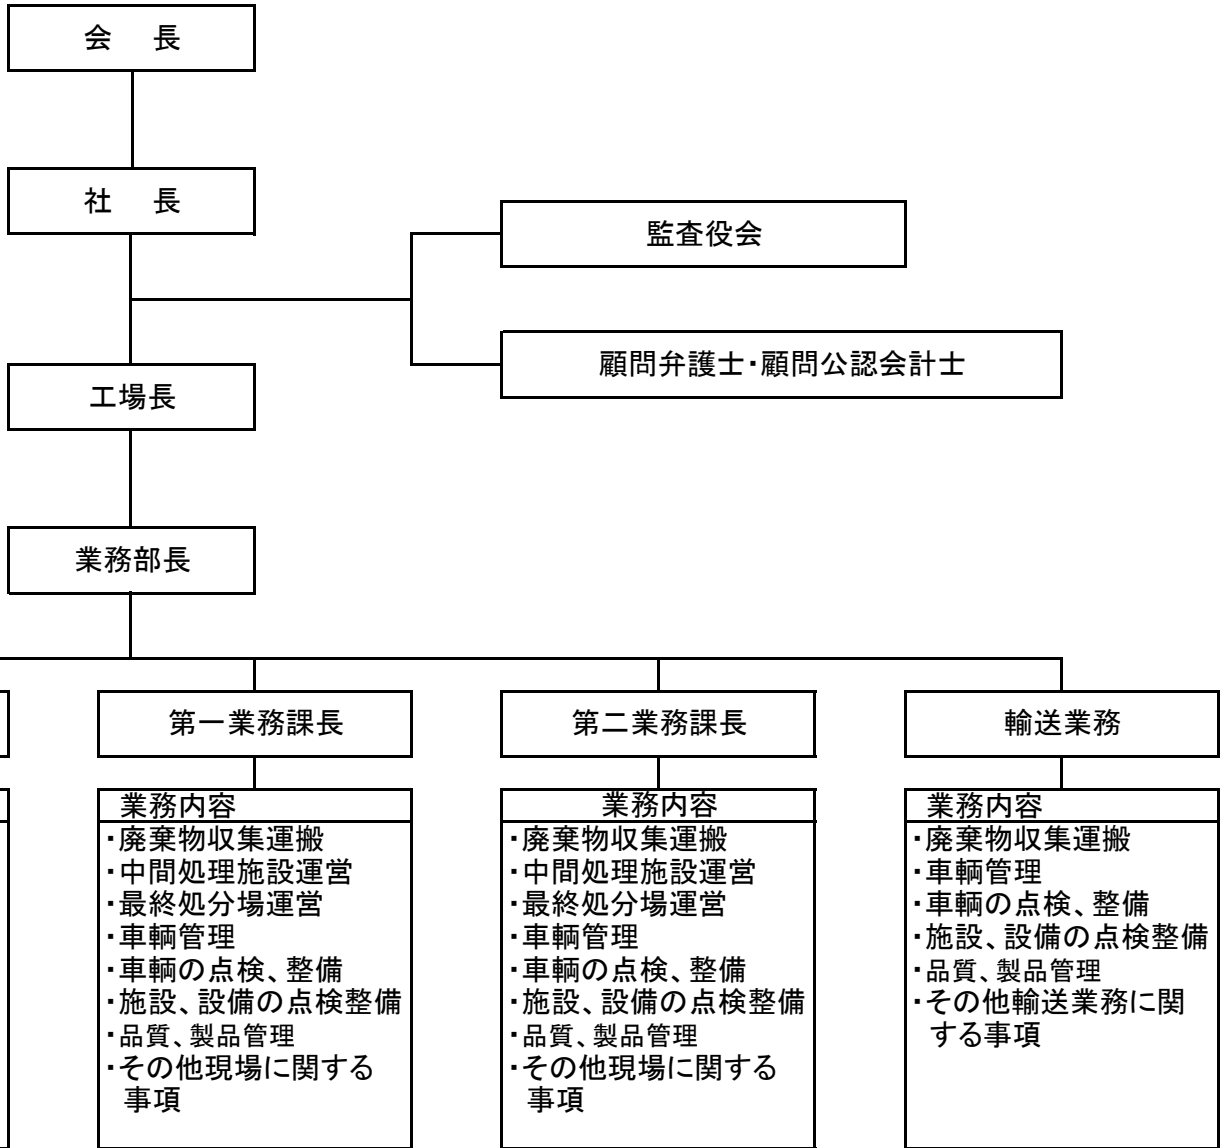 会　長
社　長
監査役会
顧問弁護士・顧問公認会計士
工場長
業務部長
第一業務課長
業務内容
・廃棄物収集運搬
・中間処理施設運営
・最終処分場運営
・車輌管理
・車輌の点検、整備
・施設、設備の点検整備
・品質、製品管理
・その他現場に関する
事項
第二業務課長
業務内容
・廃棄物収集運搬
・中間処理施設運営
・最終処分場運営
・車輌管理
・車輌の点検、整備
・施設、設備の点検整備
・品質、製品管理
・その他現場に関する
事項
輸送業務
業務内容
・廃棄物収集運搬
・車輌管理
・車輌の点検、整備
・施設、設備の点検整備
・品質、製品管理
・その他輸送業務に関
する事項